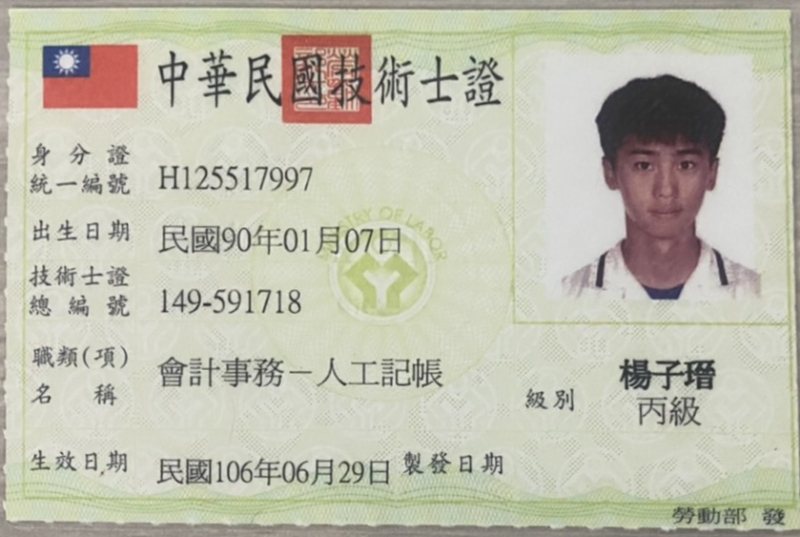 中華民國技術士證
身分證
統一編號 H125517997
出生日期 民國90年01月07日
技術士證
總編號 149-591718
職類(項)
名稱 會計事務－人工記帳
楊子瑨
級別 丙級
生效日期 民國106年06月29日 製發日期
勞動部 發
MINISTRY OF LABOR